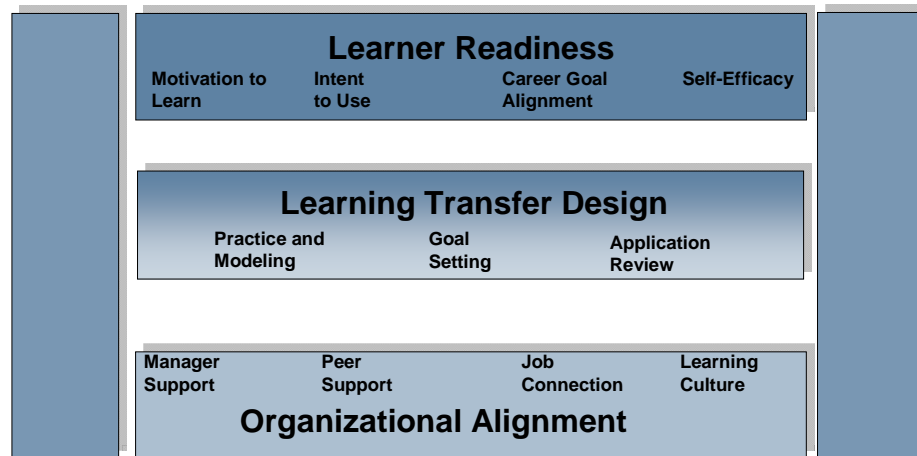 Learner Readiness
Motivation to Intent Career Goal Self-Efficacy
Learn to Use Alignment
Learning Transfer Design
Practice and Goal Application
Modeling Setting Review
Manager Peer Job Learning
Support Support Connection Culture
Organizational Alignment